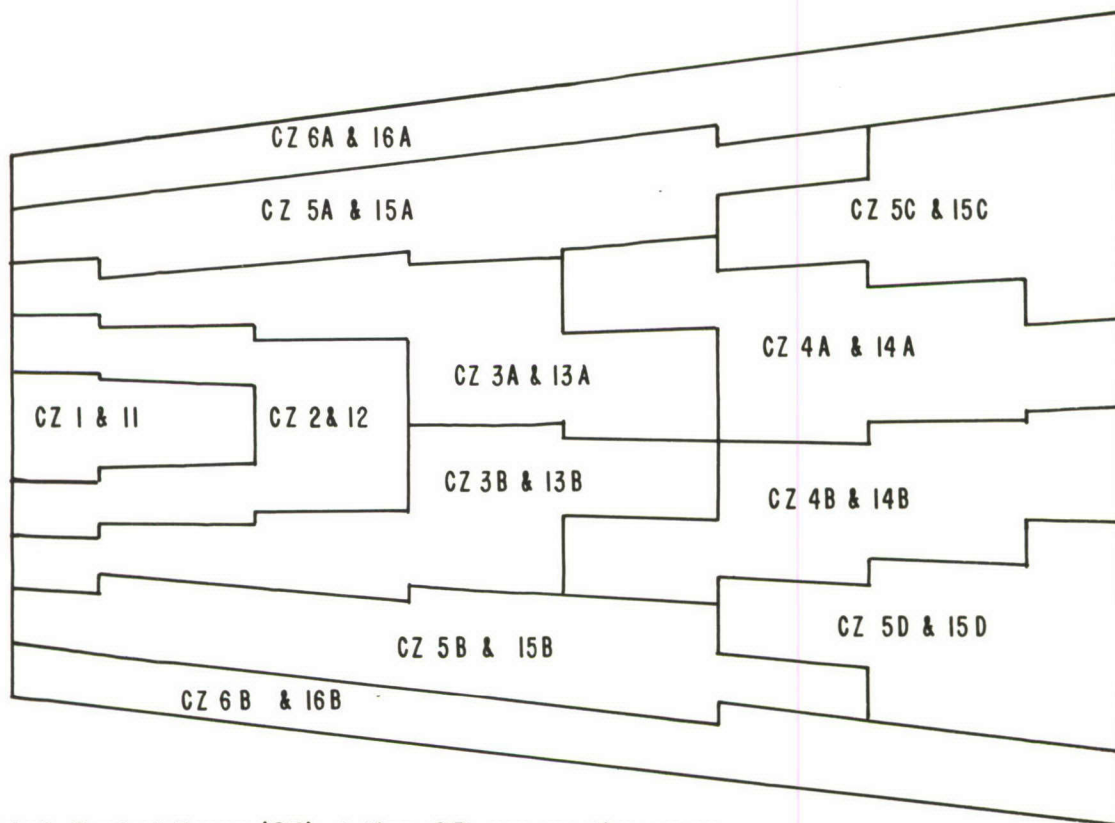 CZ 6A & 16A
CZ 5A & 15A
CZ 5C & 15C
CZ 4A & 14A
CZ 3A & 13A
CZ 1 & 11
CZ 2 & 12
CZ 3B & 13B
CZ 4B & 14B
CZ 5D & 15D
CZ 5B & 15B
CZ 6B & 16B